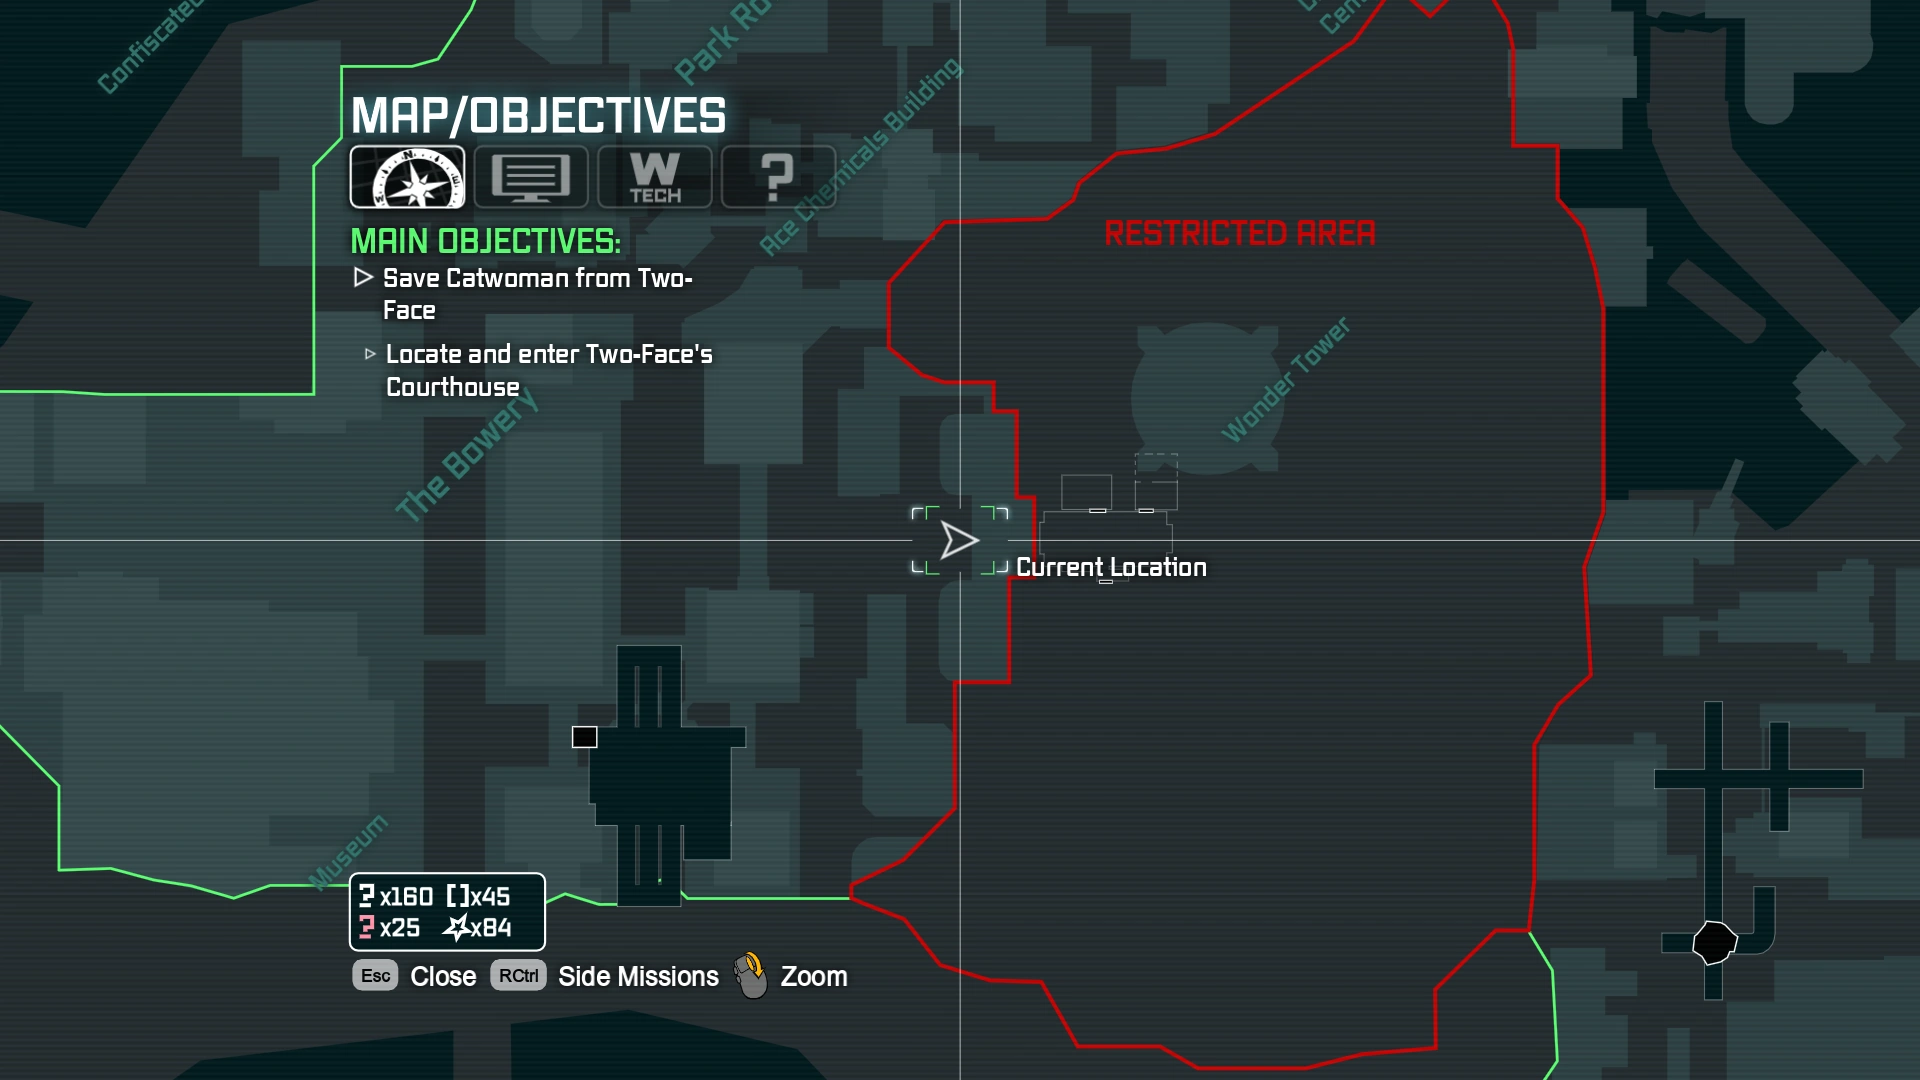 Confiscated
Park Ro
Cen
MAP/OBJECTIVES
Ace Chemicals Building
W
TECH
?
MAIN OBJECTIVES:
Save Catwoman from Two-
Face
Locate and enter Two-Face's
Courthouse
RESTRICTED AREA
Wonder Tower
The Bowery
Current Location
Museum
?x160 []x45
?x25 x84
Esc Close RCtrl Side Missions Zoom